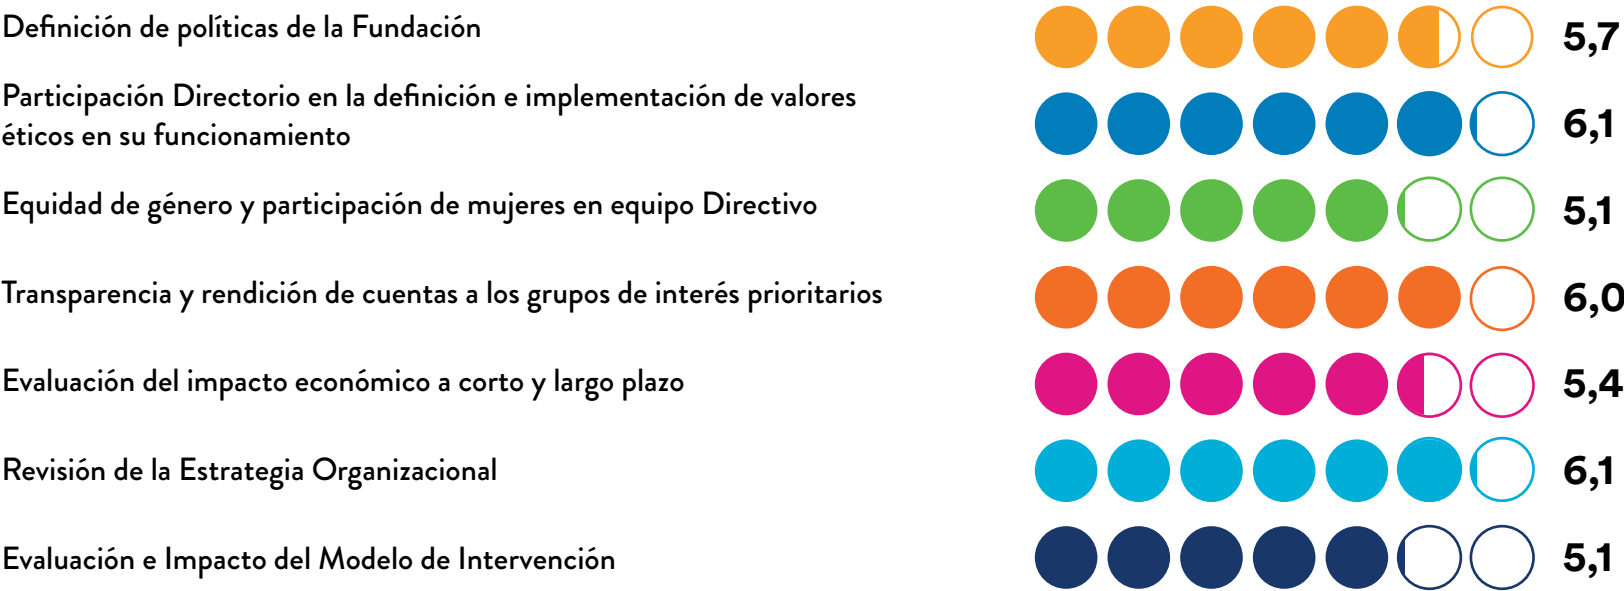 Definición de políticas de la Fundación 5,7
Participación Directorio en la definición e implementación de valores
éticos en su funcionamiento 6,1
Equidad de género y participación de mujeres en equipo Directivo 5,1
Transparencia y rendición de cuentas a los grupos de interés prioritarios 6,0
Evaluación del impacto económico a corto y largo plazo 5,4
Revisión de la Estrategia Organizacional 6,1
Evaluación e Impacto del Modelo de Intervención 5,1